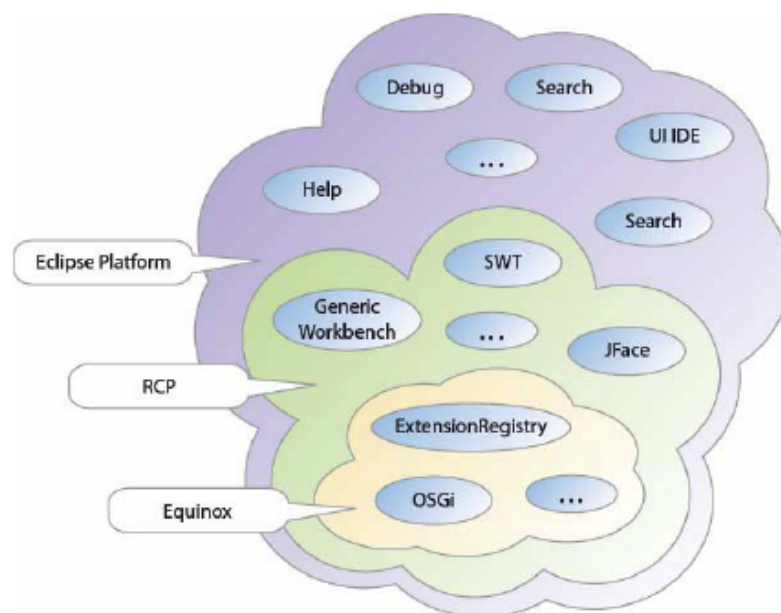 Debug
Search
UI IDE
...
Help
Search
Eclipse Platform
SWT
Generic
Workbench
...
JFace
RCP
ExtensionRegistry
Equinox
OSGi
...